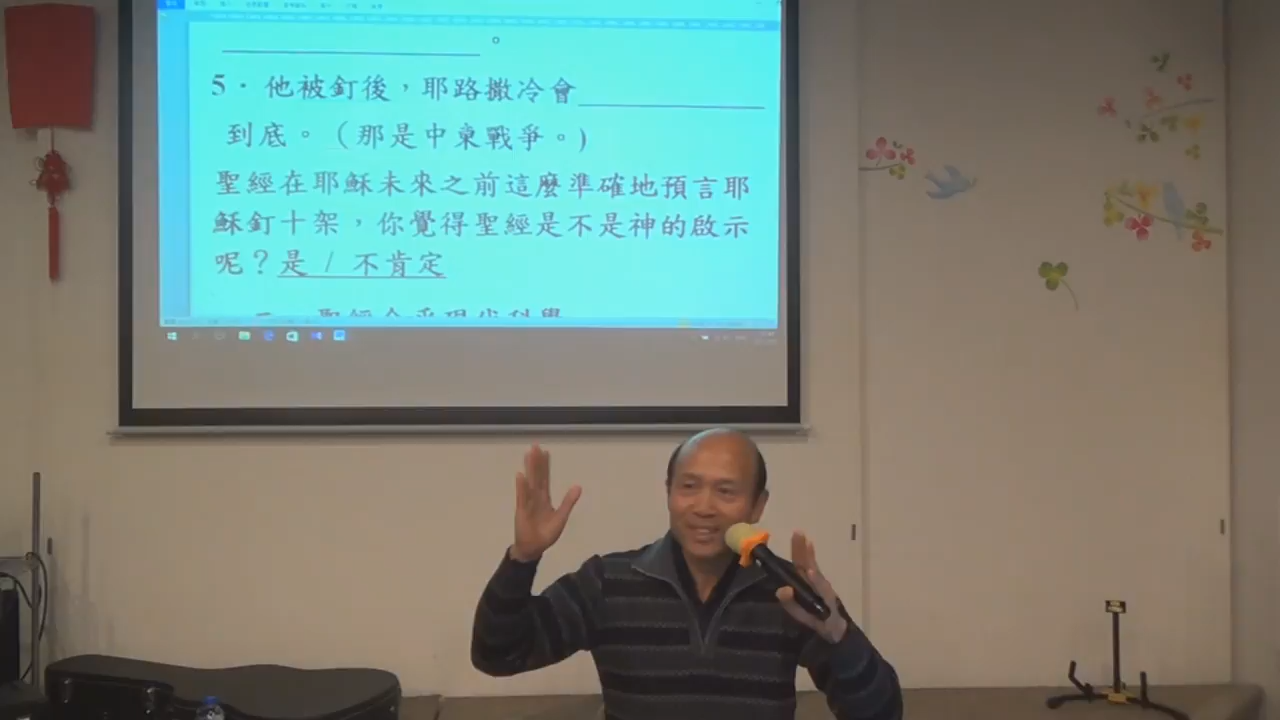 。
5．他被釘後，耶路撒冷會
到底。（那是中東戰爭。）
聖經在耶穌未來之前這麼準確地預言耶
穌釘十架，你覺得聖經是不是神的啟示
呢？是 / 不肯定